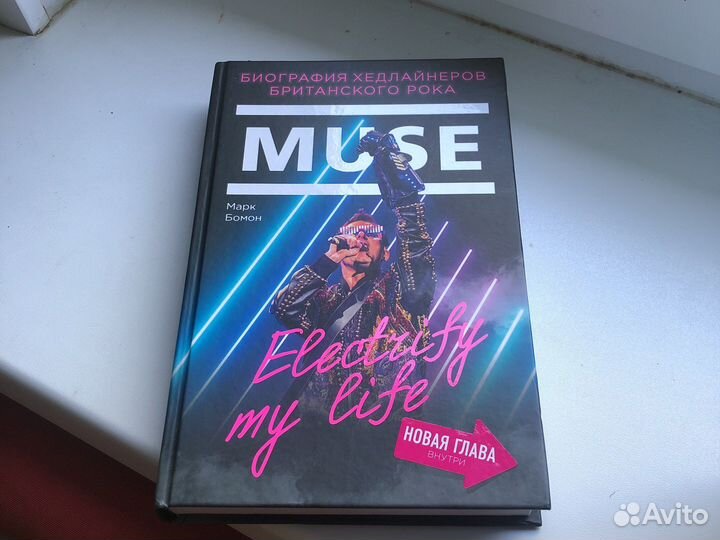 БИОГРАФИЯ ХЕДЛАЙНЕРОВ
БРИТАНСКОГО РОКА
MUSE
Марк
Бомон
Electrify
my life
НОВАЯ ГЛАВА
ВНУТРИ
Avito